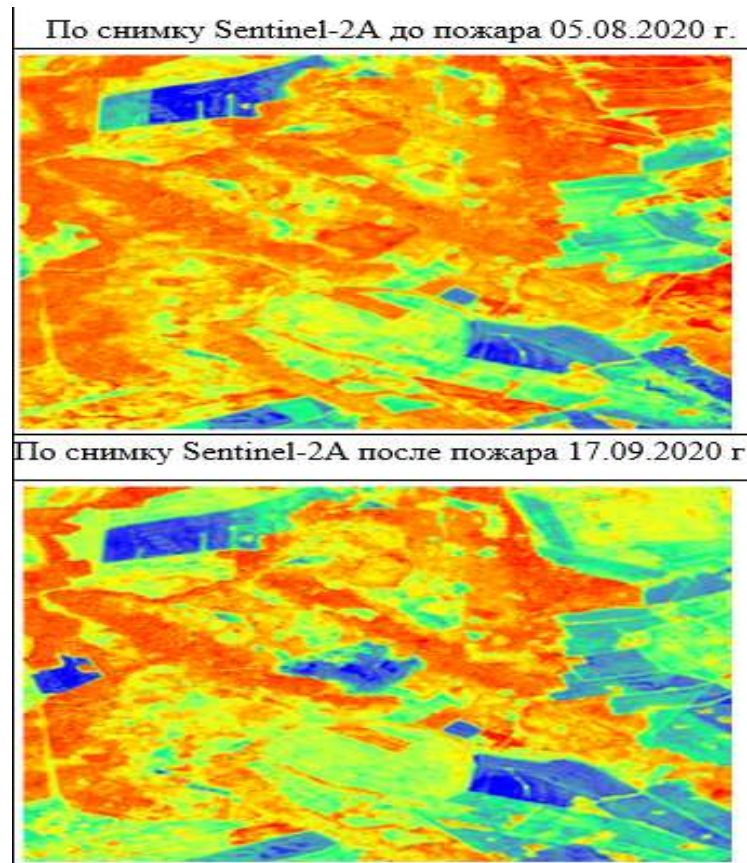 По снимку Sentinel-2A до пожара 05.08.2020 г.
По снимку Sentinel-2A после пожара 17.09.2020 г